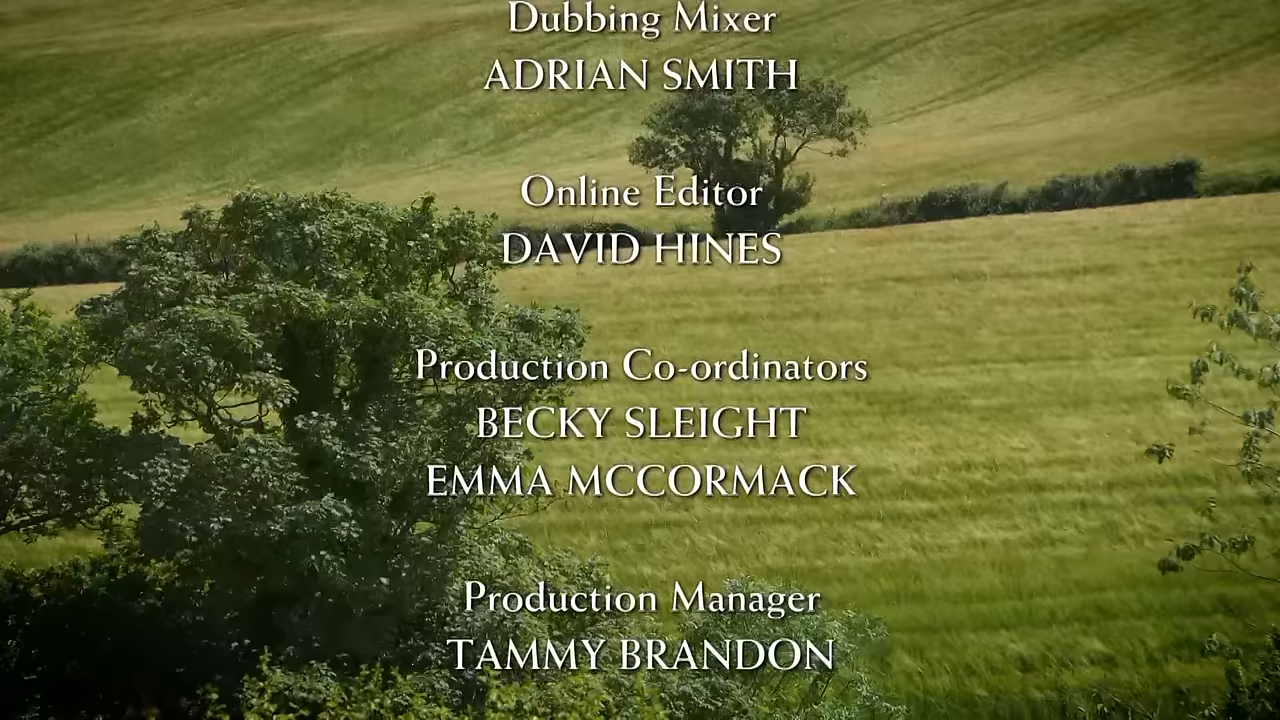 Dubbing Mixer
ADRIAN SMITH
Online Editor
DAVID HINES
Production Co-ordinators
BECKY SLEIGHT
EMMA MCCORMACK
Production Manager
TAMMY BRANDON